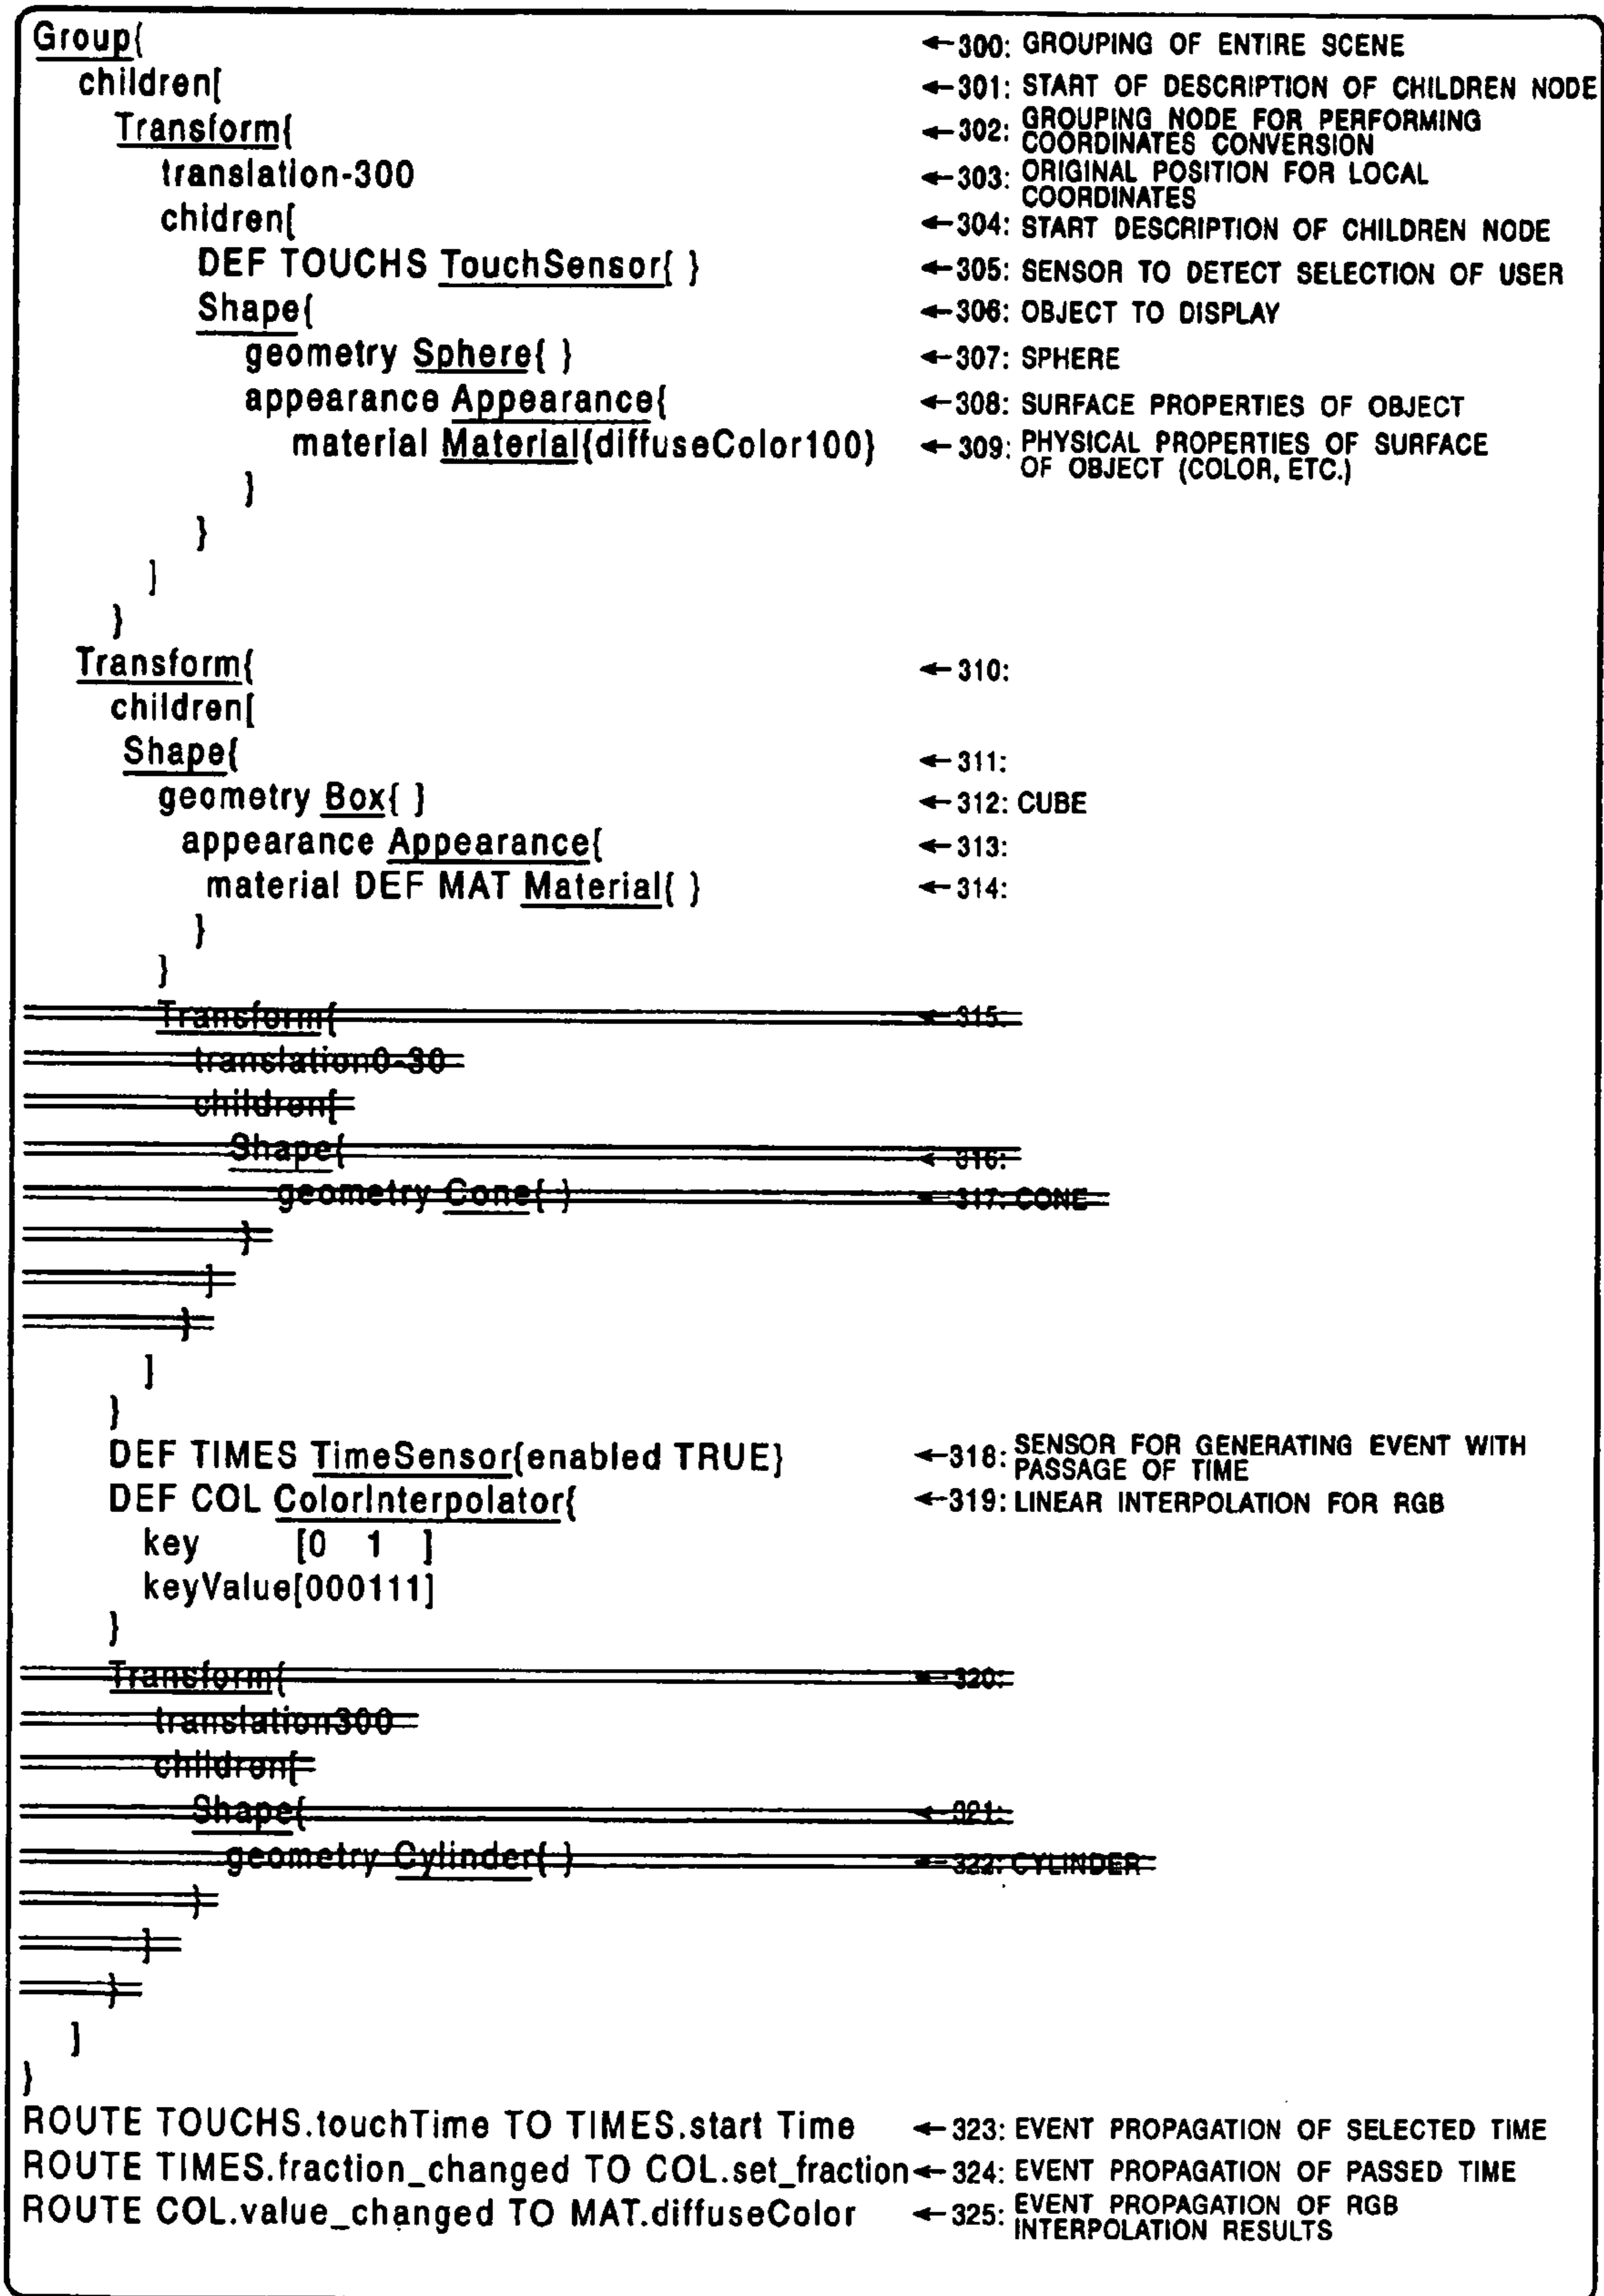 Group{ ←300: GROUPING OF ENTIRE SCENE
children[ ←301: START OF DESCRIPTION OF CHILDREN NODE
Transform{ ←302: GROUPING NODE FOR PERFORMING
COORDINATES CONVERSION
translation-300 ←303: ORIGINAL POSITION FOR LOCAL
COORDINATES
chidren[ ←304: START DESCRIPTION OF CHILDREN NODE
DEF TOUCHS TouchSensor{ } ←305: SENSOR TO DETECT SELECTION OF USER
Shape{ ←306: OBJECT TO DISPLAY
geometry Sphere{ } ←307: SPHERE
appearance Appearance{ ←308: SURFACE PROPERTIES OF OBJECT
material Material{diffuseColor100} ←309: PHYSICAL PROPERTIES OF SURFACE
OF OBJECT (COLOR, ETC.)
}
}
]
}
Transform{ ←310:
children[
Shape{ ←311:
geometry Box{ } ←312: CUBE
appearance Appearance{ ←313:
material DEF MAT Material{ } ←314:
}
}
Transform{ ←315:
translation0-30
children[
Shape{ ←316:
geometry Cone{ } ←317: CONE
}
]
}
]
}
DEF TIMES TimeSensor{enabled TRUE} ←318: SENSOR FOR GENERATING EVENT WITH
PASSAGE OF TIME
DEF COL ColorInterpolator{ ←319: LINEAR INTERPOLATION FOR RGB
key [0 1 ]
keyValue[000111]
}
Transform{ ←320:
translation300
children[
Shape{ ←321:
geometry Cylinder{ } ←322: CYLINDER
}
]
}
]
}
ROUTE TOUCHS.touchTime TO TIMES.start Time ←323: EVENT PROPAGATION OF SELECTED TIME
ROUTE TIMES.fraction_changed TO COL.set_fraction ←324: EVENT PROPAGATION OF PASSED TIME
ROUTE COL.value_changed TO MAT.diffuseColor ←325: EVENT PROPAGATION OF RGB
INTERPOLATION RESULTS